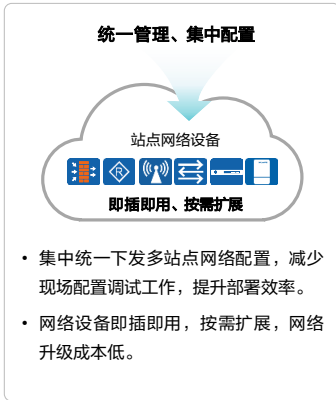 统一管理、集中配置
站点网络设备
R
即插即用、按需扩展
• 集中统一下发多站点网络配置，减少
现场配置调试工作，提升部署效率。
• 网络设备即插即用，按需扩展，网络
升级成本低。